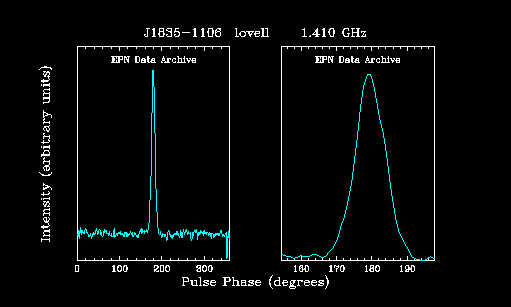 J1835-1106 lovell 1.410 GHz
EPN Data Archive EPN Data Archive
Intensity (arbitrary units)
0 100 200 300 160 170 180 190
Pulse Phase (degrees)